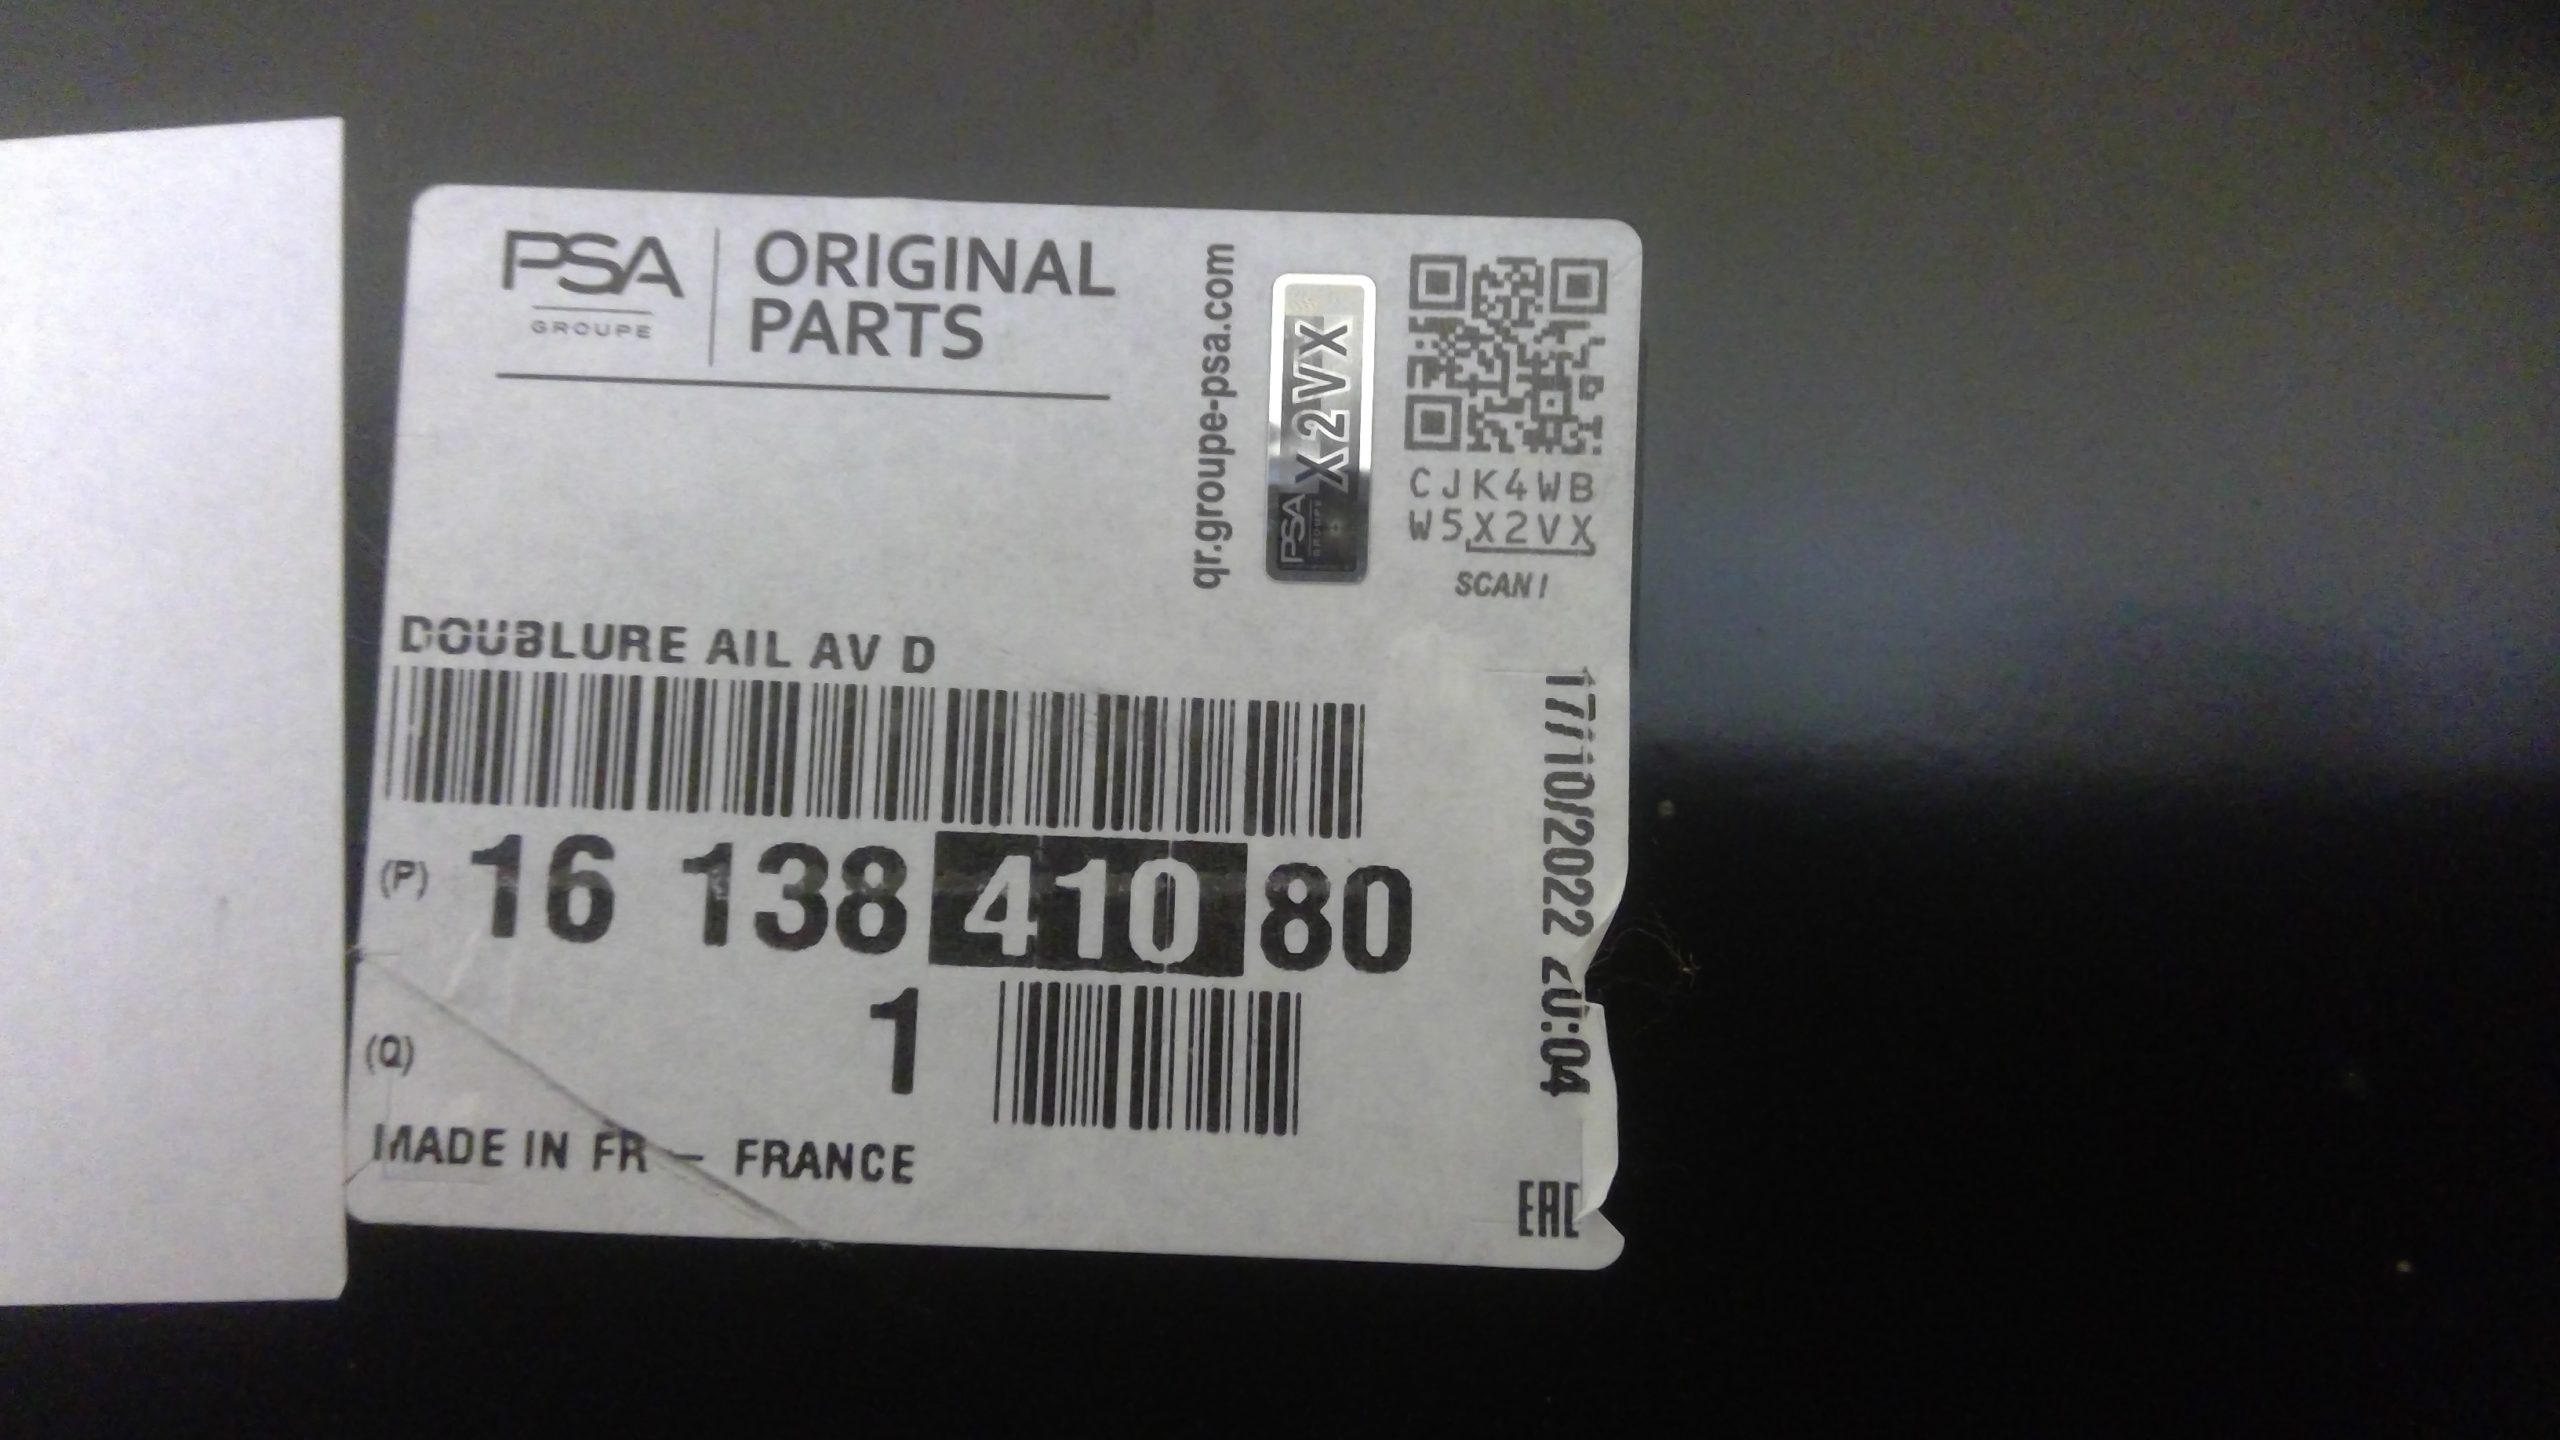 PSA
GROUPE
ORIGINAL
PARTS
qr.groupe-psa.com
X2VX
PSA
GROUPE
CJK4WB
W5X2VX
SCAN!
DOUBLURE AIL AV D
(P) 16 138 410 80
(Q) 1
MADE IN FR - FRANCE
17/10/2022 20:04
EAC